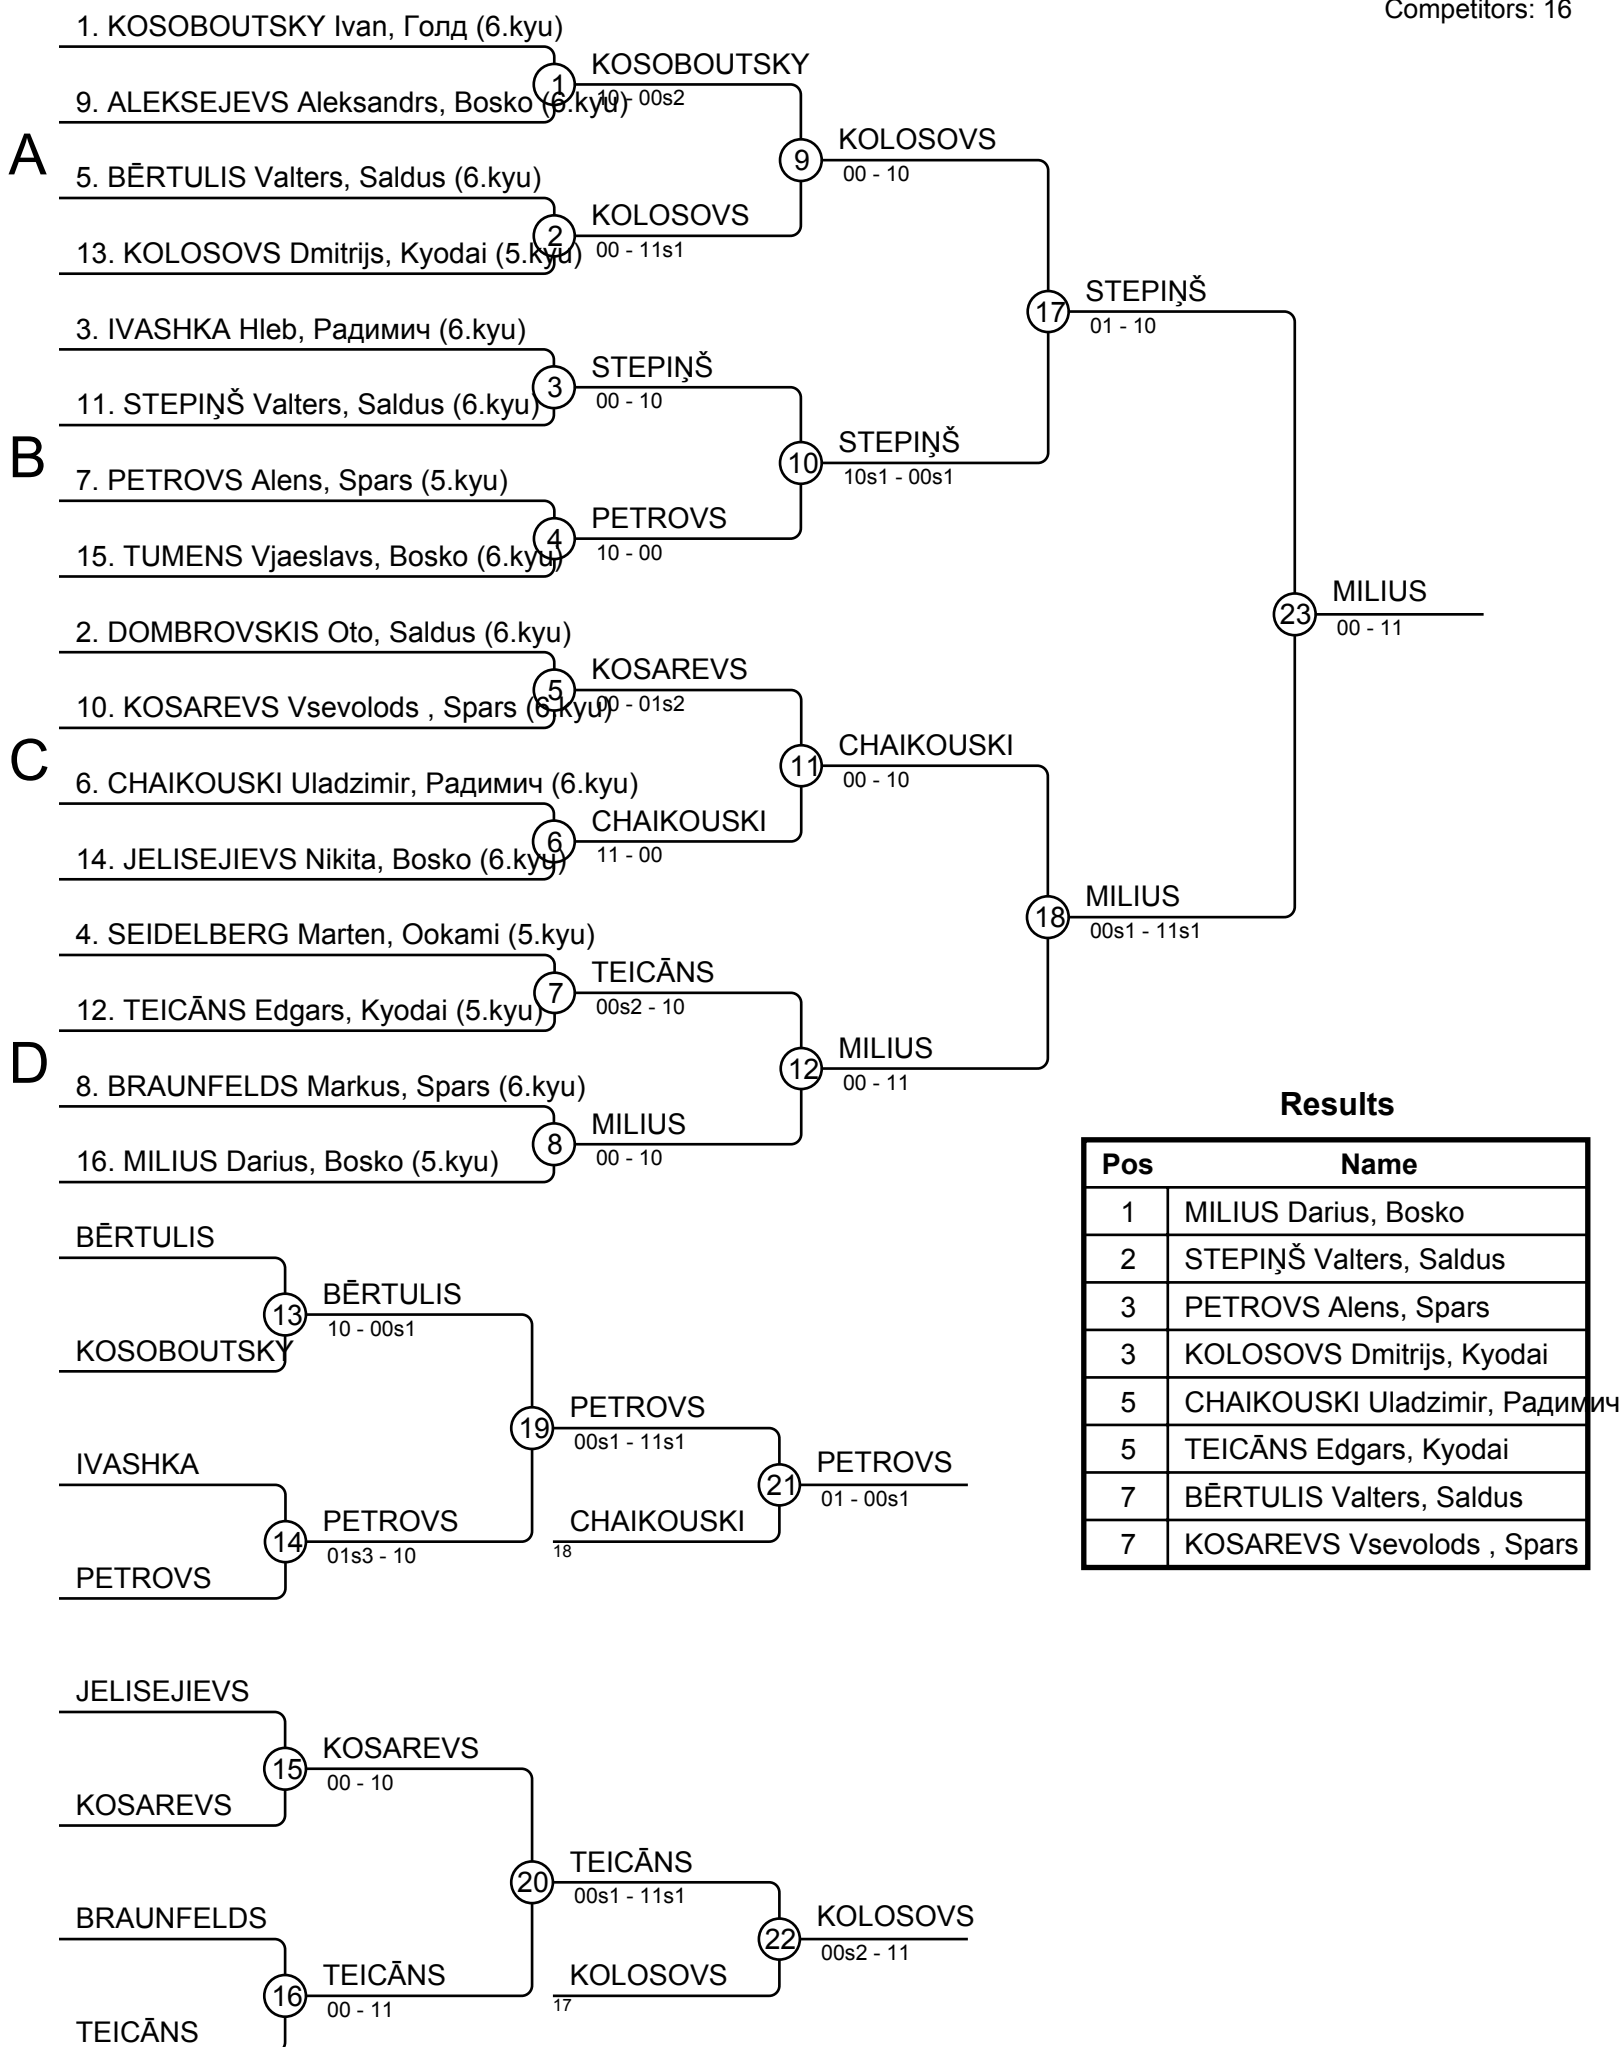 Competitors: 16
1. KOSOBOUTSKY Ivan, Голд (6.kyu)
KOSOBOUTSKY
1
10 - 00s2
9. ALEKSEJEVS Aleksandrs, Bosko (6.kyu)
A
KOLOSOVS
9
00 - 10
5. BĒRTULIS Valters, Saldus (6.kyu)
KOLOSOVS
2
00 - 11s1
13. KOLOSOVS Dmitrijs, Kyodai (5.kyu)
STEPIŅŠ
17
01 - 10
3. IVASHKA Hleb, Радимич (6.kyu)
STEPIŅŠ
3
00 - 10
11. STEPIŅŠ Valters, Saldus (6.kyu)
B
STEPIŅŠ
10
10s1 - 00s1
7. PETROVS Alens, Spars (5.kyu)
PETROVS
4
10 - 00
15. TUMENS Vjaeslavs, Bosko (6.kyu)
MILIUS
23
00 - 11
2. DOMBROVSKIS Oto, Saldus (6.kyu)
KOSAREVS
5
00 - 01s2
10. KOSAREVS Vsevolods , Spars (6.kyu)
C
CHAIKOUSKI
11
00 - 10
6. CHAIKOUSKI Uladzimir, Радимич (6.kyu)
CHAIKOUSKI
6
11 - 00
14. JELISEJIEVS Nikita, Bosko (6.kyu)
MILIUS
18
00s1 - 11s1
4. SEIDELBERG Marten, Ookami (5.kyu)
TEICĀNS
7
00s2 - 10
12. TEICĀNS Edgars, Kyodai (5.kyu)
D
MILIUS
12
00 - 11
8. BRAUNFELDS Markus, Spars (6.kyu)
MILIUS
8
00 - 10
16. MILIUS Darius, Bosko (5.kyu)
Results
Pos Name
1 MILIUS Darius, Bosko
2 STEPIŅŠ Valters, Saldus
3 PETROVS Alens, Spars
3 KOLOSOVS Dmitrijs, Kyodai
5 CHAIKOUSKI Uladzimir, Радимич
5 TEICĀNS Edgars, Kyodai
7 BĒRTULIS Valters, Saldus
7 KOSAREVS Vsevolods , Spars
BĒRTULIS
BĒRTULIS
13
10 - 00s1
KOSOBOUTSKY
PETROVS
19
00s1 - 11s1
IVASHKA
PETROVS
21
01 - 00s1
PETROVS
14
01s3 - 10
CHAIKOUSKI
18
PETROVS
JELISEJIEVS
KOSAREVS
15
00 - 10
KOSAREVS
TEICĀNS
20
00s1 - 11s1
BRAUNFELDS
KOLOSOVS
22
00s2 - 11
TEICĀNS
16
00 - 11
KOLOSOVS
17
TEICĀNS